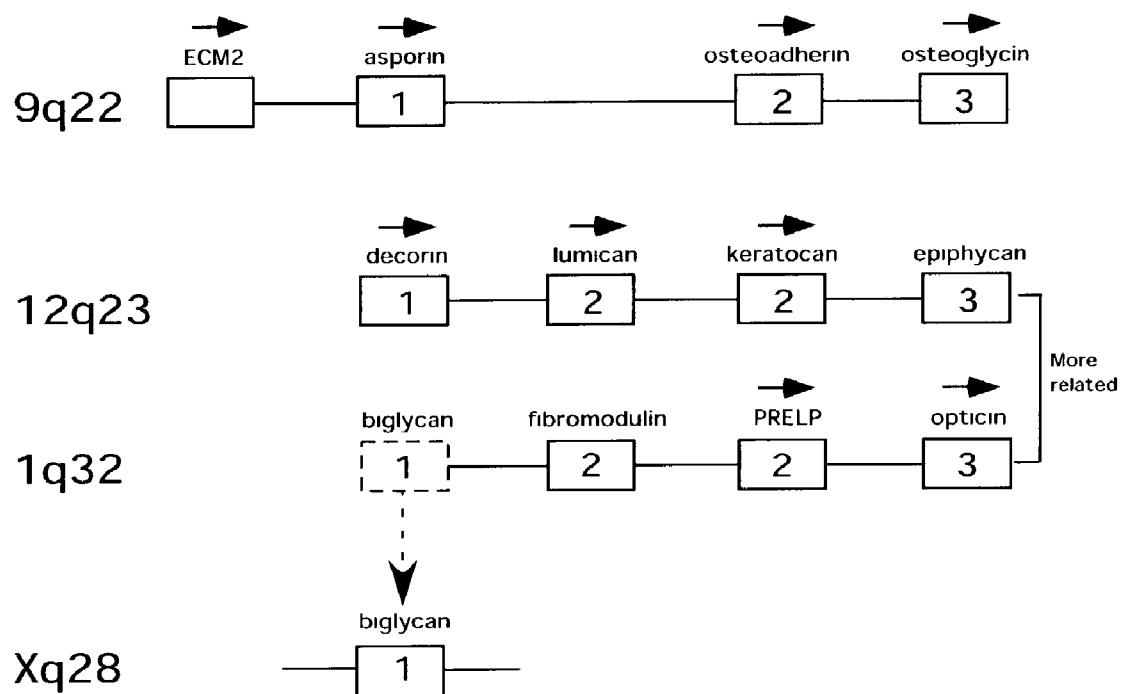 ECM2 asporin osteoadherin osteoglycin
9q22 1 2 3
decorin lumican keratocan epiphycan
12q23 1 2 2 3
More
related
biglycan fibromodulin PRELP opticin
1q32 1 2 2 3
biglycan
Xq28 1